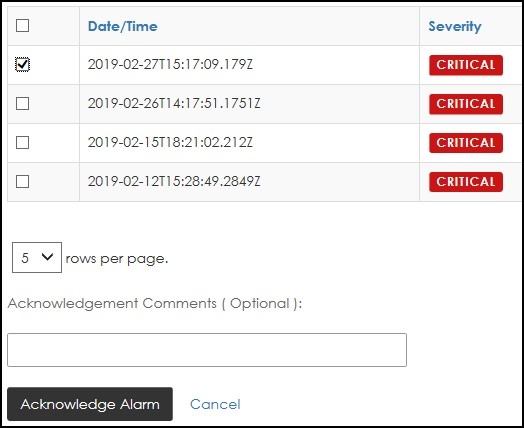 Date/Time Severity
2019-02-27T15:17:09.179Z CRITICAL
2019-02-26T14:17:51.1751Z CRITICAL
2019-02-15T18:21:02.212Z CRITICAL
2019-02-12T15:28:49.2849Z CRITICAL
5 rows per page.
Acknowledgement Comments ( Optional ):
Acknowledge Alarm Cancel